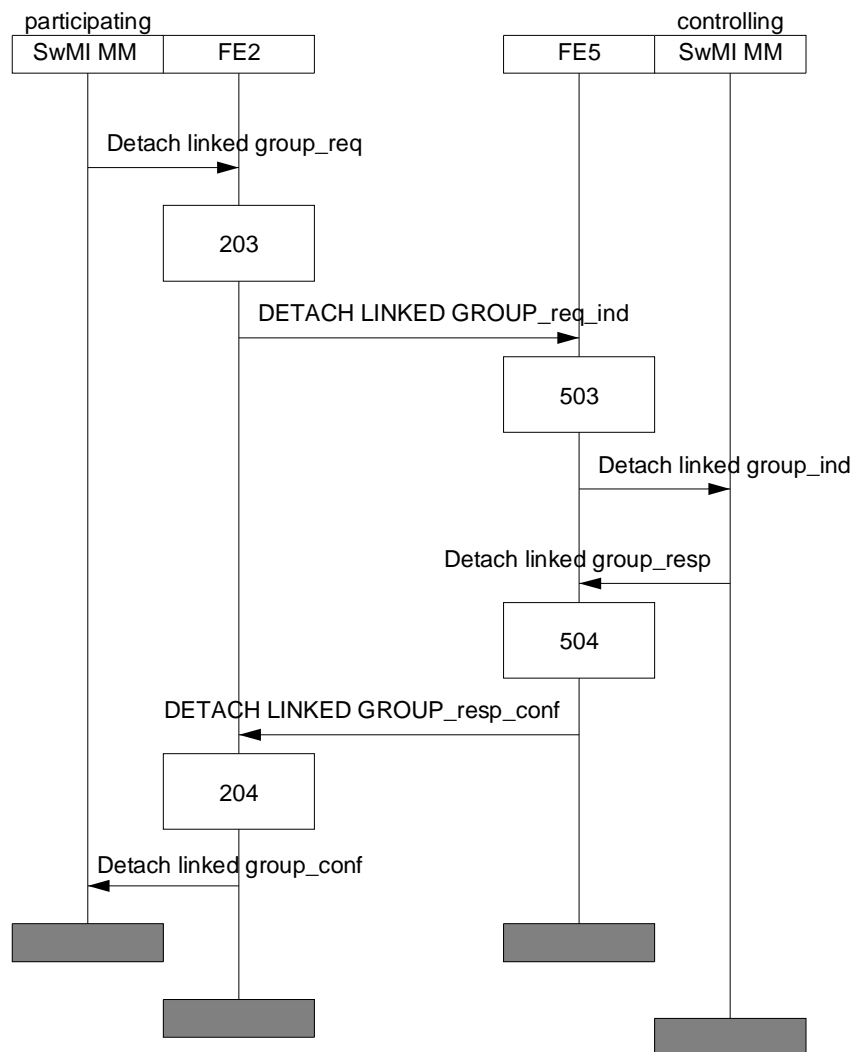 participating
controlling
SwMI MM
FE2
FE5
SwMI MM
Detach linked group_req
203
DETACH LINKED GROUP_req_ind
503
Detach linked group_ind
Detach linked group_resp
504
DETACH LINKED GROUP_resp_conf
204
Detach linked group_conf